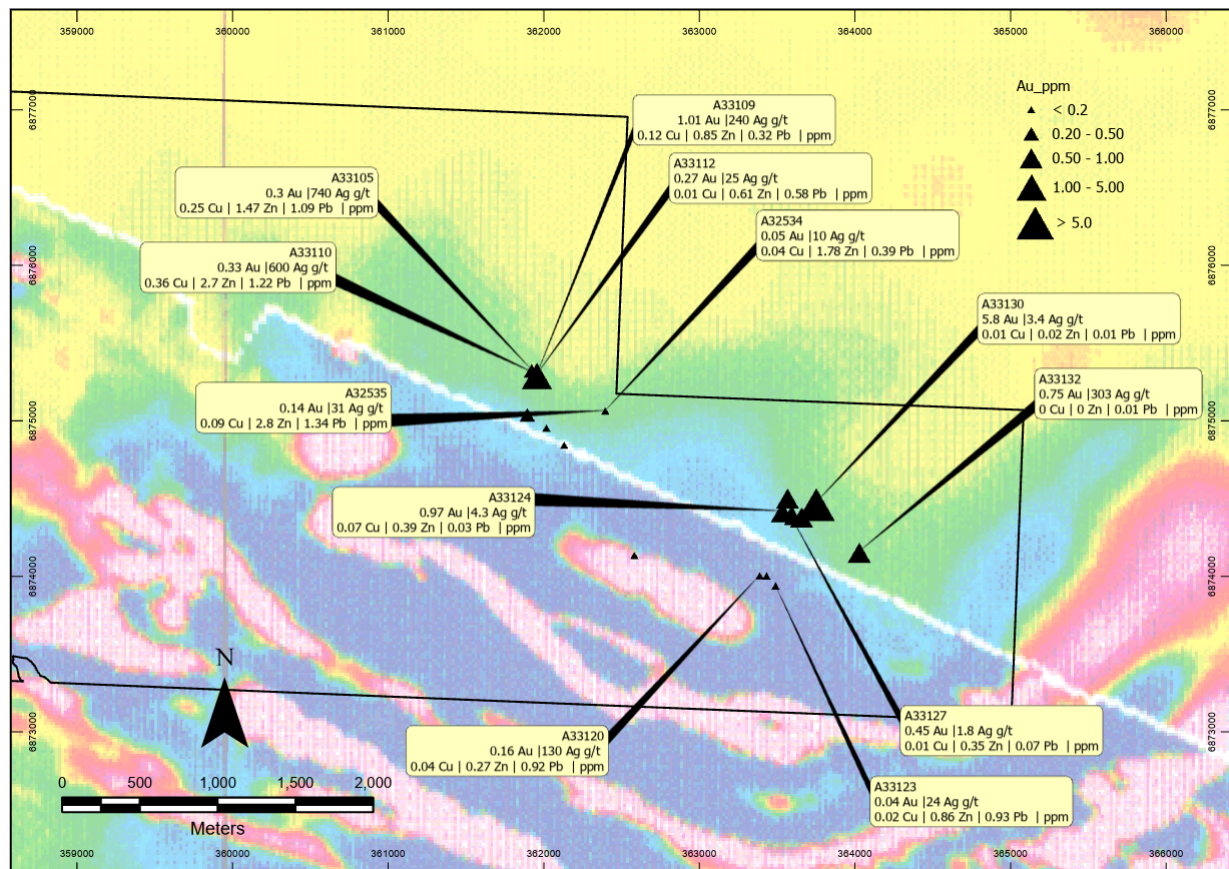 359000
360000
361000
362000
363000
364000
365000
366000
6877000
6877000
6876000
6876000
6875000
6875000
6874000
6874000
6873000
6873000
Au_ppm
< 0.2
0.20 - 0.50
0.50 - 1.00
1.00 - 5.00
> 5.0
A33109
1.01 Au |240 Ag g/t
0.12 Cu | 0.85 Zn | 0.32 Pb | ppm
A33112
0.27 Au |25 Ag g/t
0.01 Cu | 0.61 Zn | 0.58 Pb | ppm
A33105
0.3 Au |740 Ag g/t
0.25 Cu | 1.47 Zn | 1.09 Pb | ppm
A32534
0.05 Au |10 Ag g/t
0.04 Cu | 1.78 Zn | 0.39 Pb | ppm
A33110
0.33 Au |600 Ag g/t
0.36 Cu | 2.7 Zn | 1.22 Pb | ppm
A33130
5.8 Au |3.4 Ag g/t
0.01 Cu | 0.02 Zn | 0.01 Pb | ppm
A33132
0.75 Au |303 Ag g/t
0 Cu | 0 Zn | 0.01 Pb | ppm
A32535
0.14 Au |31 Ag g/t
0.09 Cu | 2.8 Zn | 1.34 Pb | ppm
A33124
0.97 Au |4.3 Ag g/t
0.07 Cu | 0.39 Zn | 0.03 Pb | ppm
N
A33120
0.16 Au |130 Ag g/t
0.04 Cu | 0.27 Zn | 0.92 Pb | ppm
A33127
0.45 Au |1.8 Ag g/t
0.01 Cu | 0.35 Zn | 0.07 Pb | ppm
A33123
0.04 Au |24 Ag g/t
0.02 Cu | 0.86 Zn | 0.93 Pb | ppm
0 500 1,000 1,500 2,000
Meters
359000
360000
361000
362000
363000
364000
365000
366000